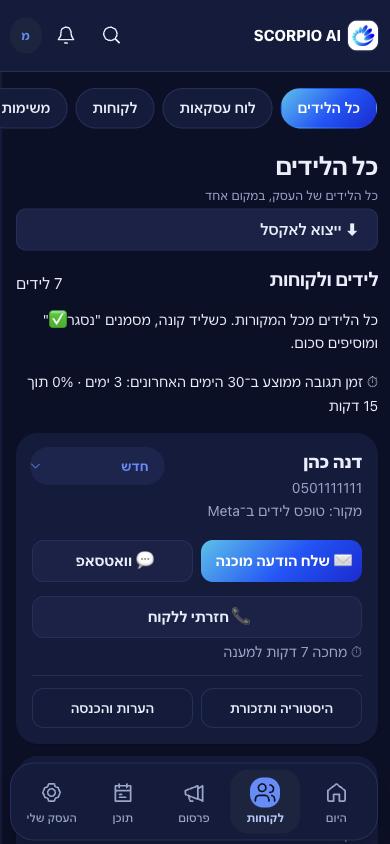 SCORPIO AI
מ
כל הלידים
לוח עסקאות
לקוחות
משימות
כל הלידים
כל הלידים של העסק, במקום אחד
⬇ ייצוא לאקסל
לידים ולקוחות
7 לידים
כל הלידים מכל המקורות. כשליד קונה, מסמנים "נסגר✅"
ומוסיפים סכום.
⏱ זמן תגובה ממוצע ב־30 הימים האחרונים: 3 ימים · 0% תוך
15 דקות
דנה כהן
חדש
0501111111
מקור: טופס לידים ב־Meta
✉️ שלח הודעה מוכנה
💬 וואטסאפ
📞 חזרתי ללקוח
⏱ מחכה 7 דקות למענה
היסטוריה ותזכורת
הערות והכנסה
היום
לקוחות
פרסום
תוכן
העסק שלי